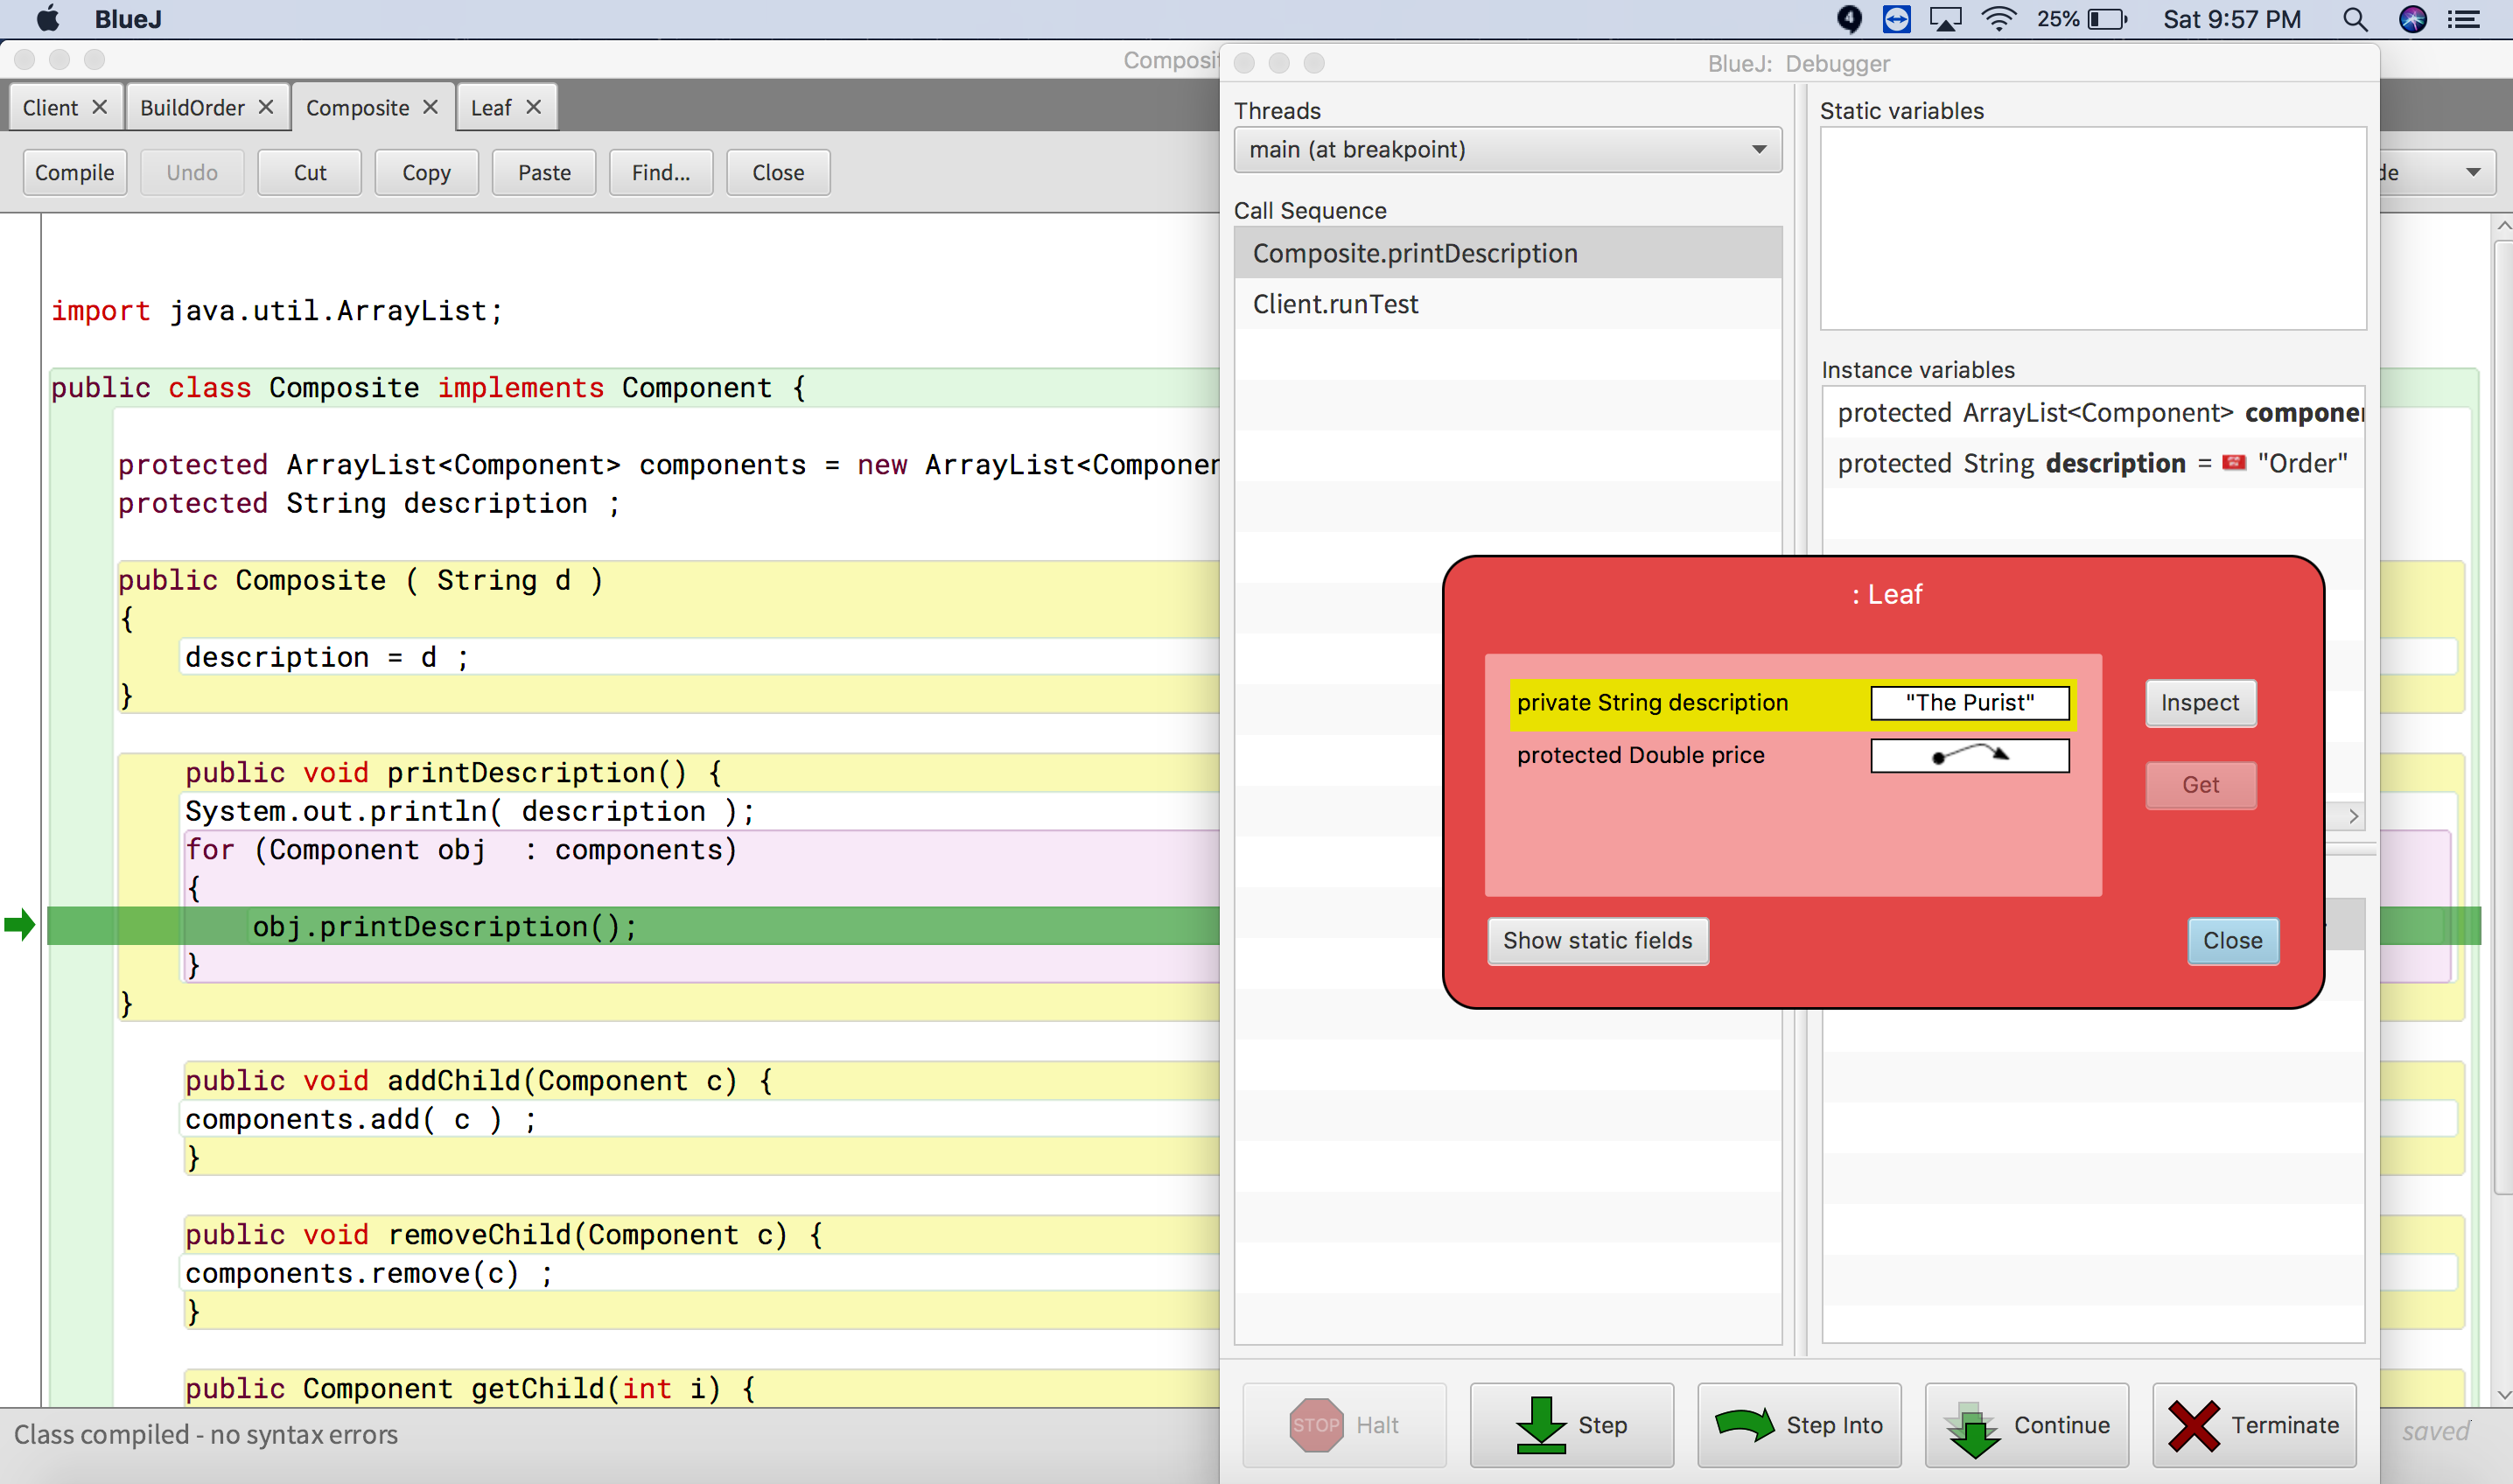 BlueJ
4
25%
Sat 9:57 PM
BlueJ: Debugger
Client
BuildOrder
Composite
Leaf
Compile
Undo
Cut
Copy
Paste
Find...
Close
import java.util.ArrayList;
public class Composite implements Component {
protected ArrayList<Component> components = new ArrayList<Componen
protected String description ;
public Composite ( String d )
{
description = d ;
}
public void printDescription() {
System.out.println( description );
for (Component obj  : components)
{
obj.printDescription();
}
}
public void addChild(Component c) {
components.add( c ) ;
}
public void removeChild(Component c) {
components.remove(c) ;
}
public Component getChild(int i) {
Class compiled - no syntax errors
saved
Threads
main (at breakpoint)
Call Sequence
Composite.printDescription
Client.runTest
Static variables
Instance variables
protected ArrayList<Component> componen
protected String description = "Order"
: Leaf
private String description "The Purist"
protected Double price
Inspect
Get
Show static fields
Close
STOP Halt
Step
Step Into
Continue
Terminate